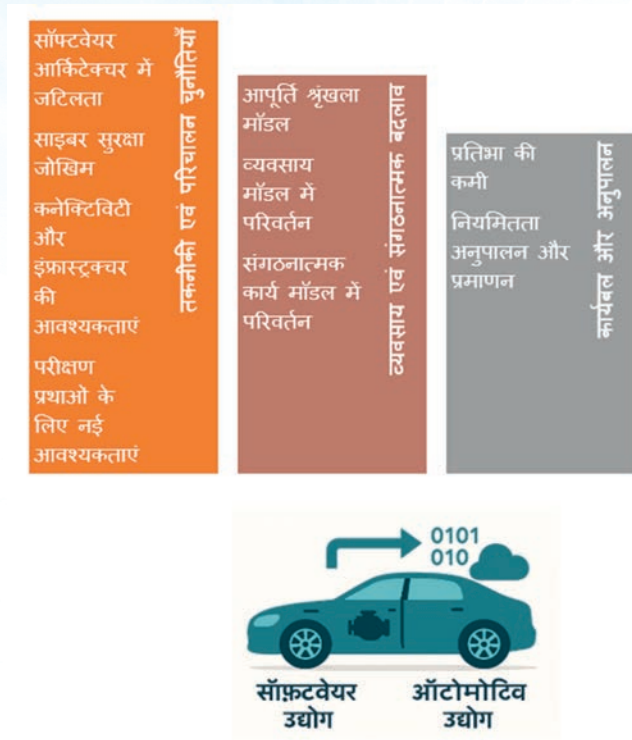 सॉफ्टवेयर
आर्किटेक्चर में
जटिलता
साइबर सुरक्षा
जोखिम
कनेक्टिविटी
और
इंफ्रास्ट्रक्चर
की
आवश्यकताएं
परीक्षण
प्रथाओं के
लिए नई
आवश्यकताएं
तकनीकी एवं परिचालन चुनौतियाँ
आपूर्ति श्रृंखला
मॉडल
व्यवसाय
मॉडल में
परिवर्तन
संगठनात्मक
कार्य मॉडल में
परिवर्तन
व्यवसाय एवं संगठनात्मक बदलाव
प्रतिभा की
कमी
नियमितता
अनुपालन और
प्रमाणन
कार्यबल और अनुपालन
0101
010
सॉफ़्टवेयर
उद्योग
ऑटोमोटिव
उद्योग